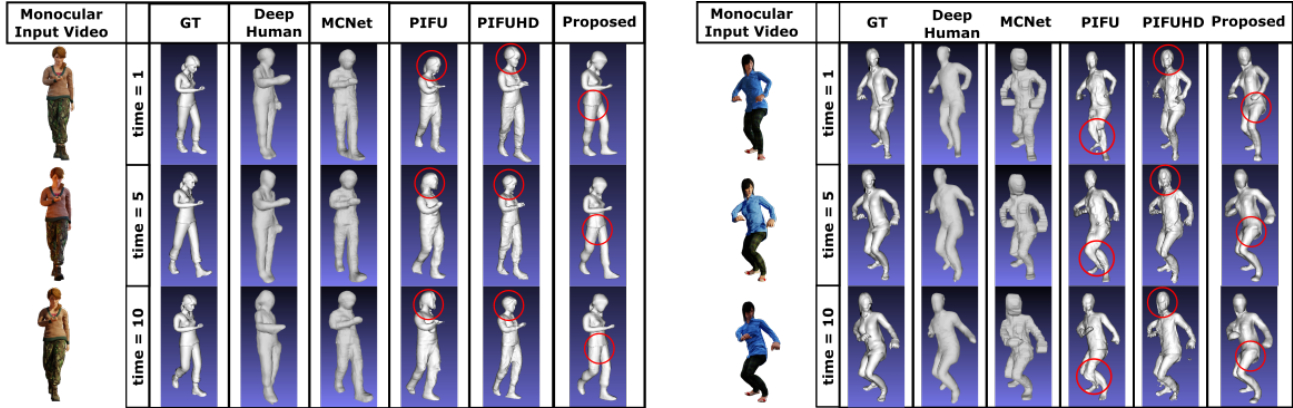 Monocular
Input Video
GT
Deep
Human
MCNet
PIFU
PIFUHD
Proposed
time = 1
time = 5
time = 10
Monocular
Input Video
GT
Deep
Human
MCNet
PIFU
PIFUHD
Proposed
time = 1
time = 5
time = 10